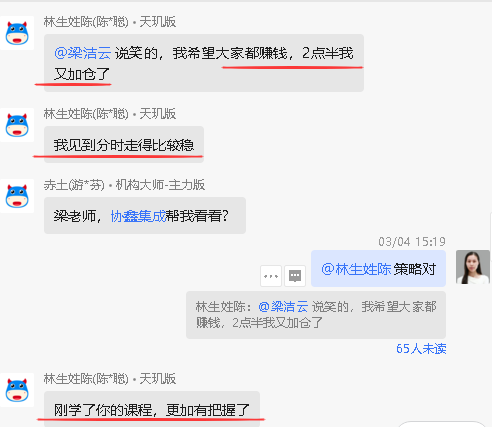 林生姓陈(陈*聪) • 天玑版
@梁洁云 说笑的，我希望大家都赚钱，2点半我
又加仓了
林生姓陈(陈*聪) • 天玑版
我见到分时走得比较稳
赤土(游*芬) • 机构大师-主力版
梁老师，协鑫集成帮我看看?
03/04 15:19
@林生姓陈 策略对
林生姓陈：@梁洁云 说笑的，我希望大家都
赚钱，2点半我又加仓了
65人未读
林生姓陈(陈*聪) • 天玑版
刚学了你的课程，更加有把握了